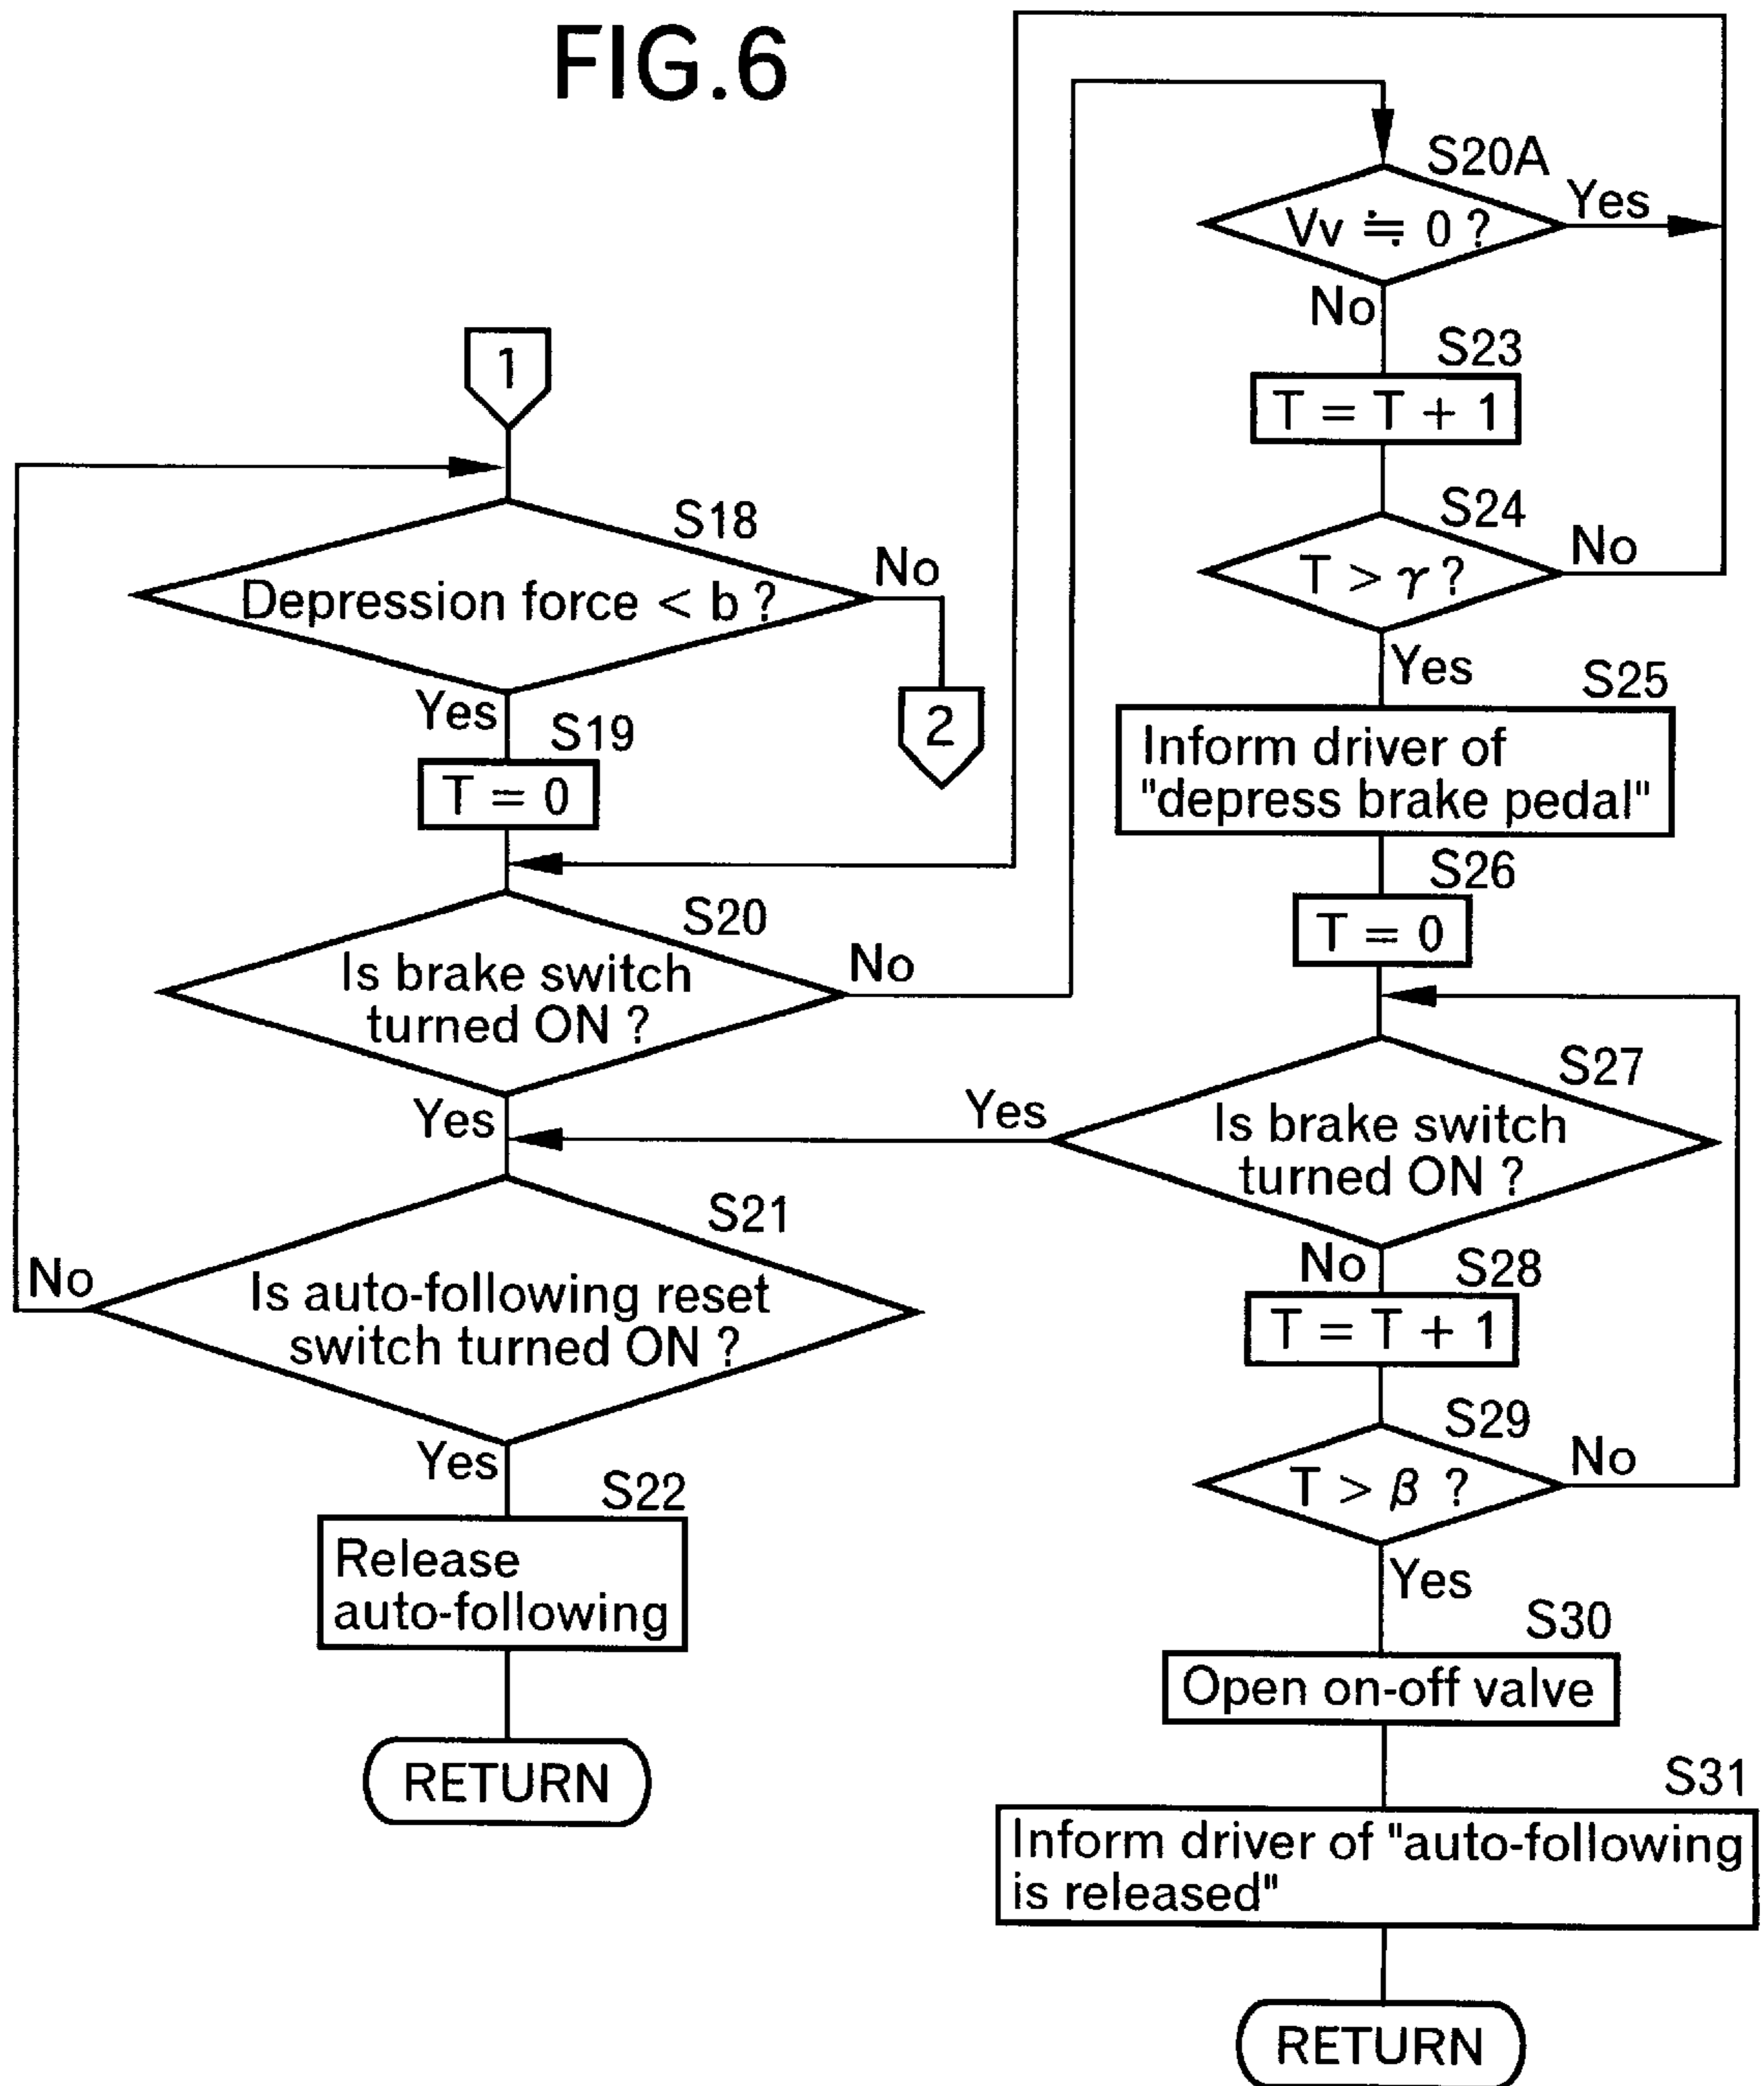 FIG.6
1
S18
Depression force < b ?
No
2
Yes
S19
T = 0
S20
Is brake switch
turned ON ?
No
Yes
S21
Is auto-following reset
switch turned ON ?
No
Yes
S22
Release
auto-following
RETURN
S20A
Vv ≒ 0 ?
Yes
No
S23
T = T + 1
S24
T > γ ?
No
Yes
S25
Inform driver of
"depress brake pedal"
S26
T = 0
S27
Is brake switch
turned ON ?
Yes
No
S28
T = T + 1
S29
T > β ?
No
Yes
S30
Open on-off valve
S31
Inform driver of "auto-following
is released"
RETURN